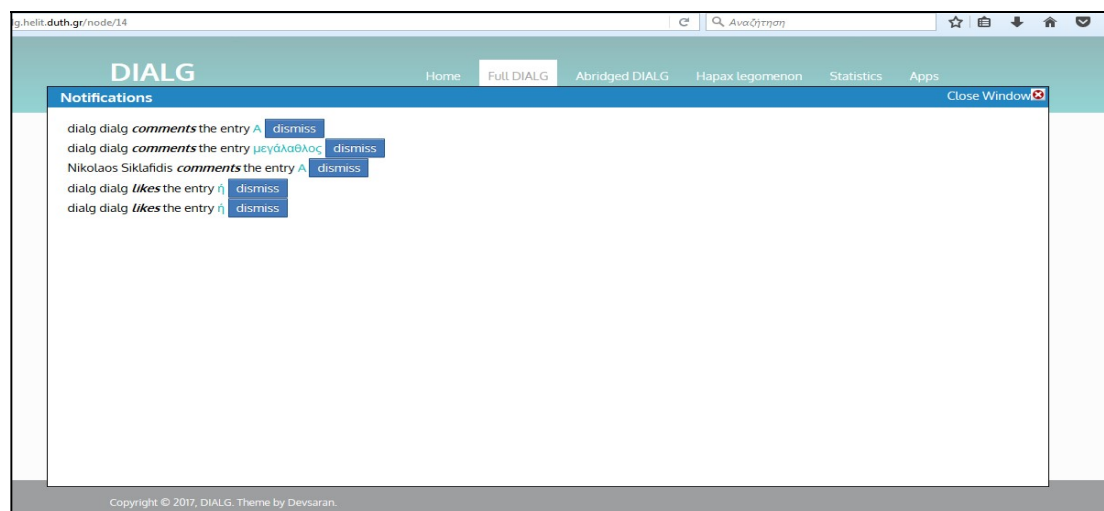 g.helit.duth.gr/node/14 Αναζήτηση
DIALG
Home Full DIALG Abridged DIALG Hapax legomenon Statistics Apps
Notifications Close Window
dialg dialg comments the entry A dismiss
dialg dialg comments the entry μεγάλαθλος dismiss
Nikolaos Siklafidis comments the entry A dismiss
dialg dialg likes the entry ή dismiss
dialg dialg likes the entry ή dismiss
Copyright © 2017, DIALG. Theme by Devsaran.